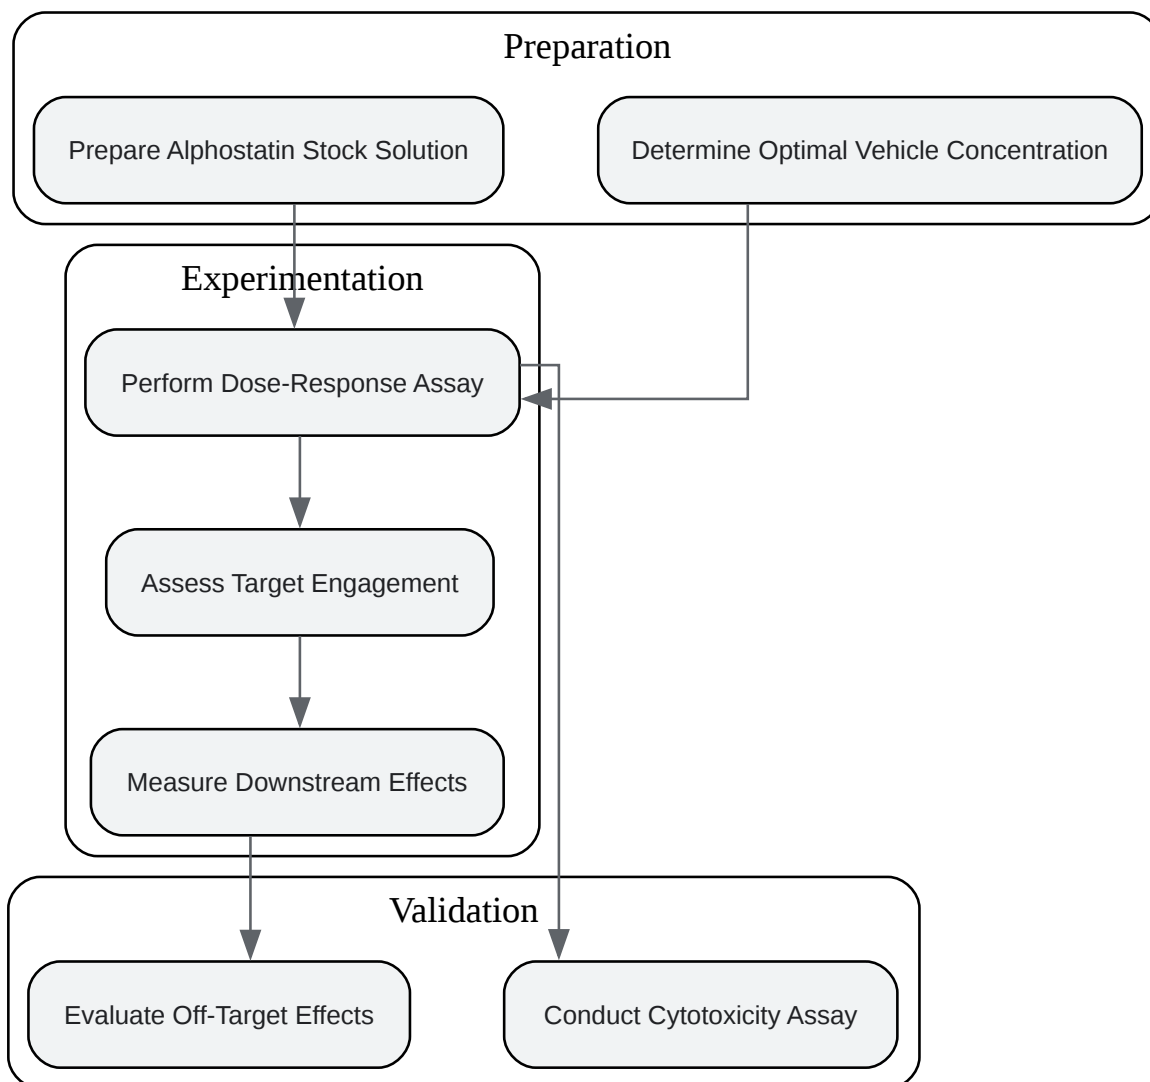 Preparation
Prepare Alphostatin Stock Solution
Determine Optimal Vehicle Concentration
Experimentation
Perform Dose-Response Assay
Assess Target Engagement
Measure Downstream Effects
Validation
Evaluate Off-Target Effects
Conduct Cytotoxicity Assay